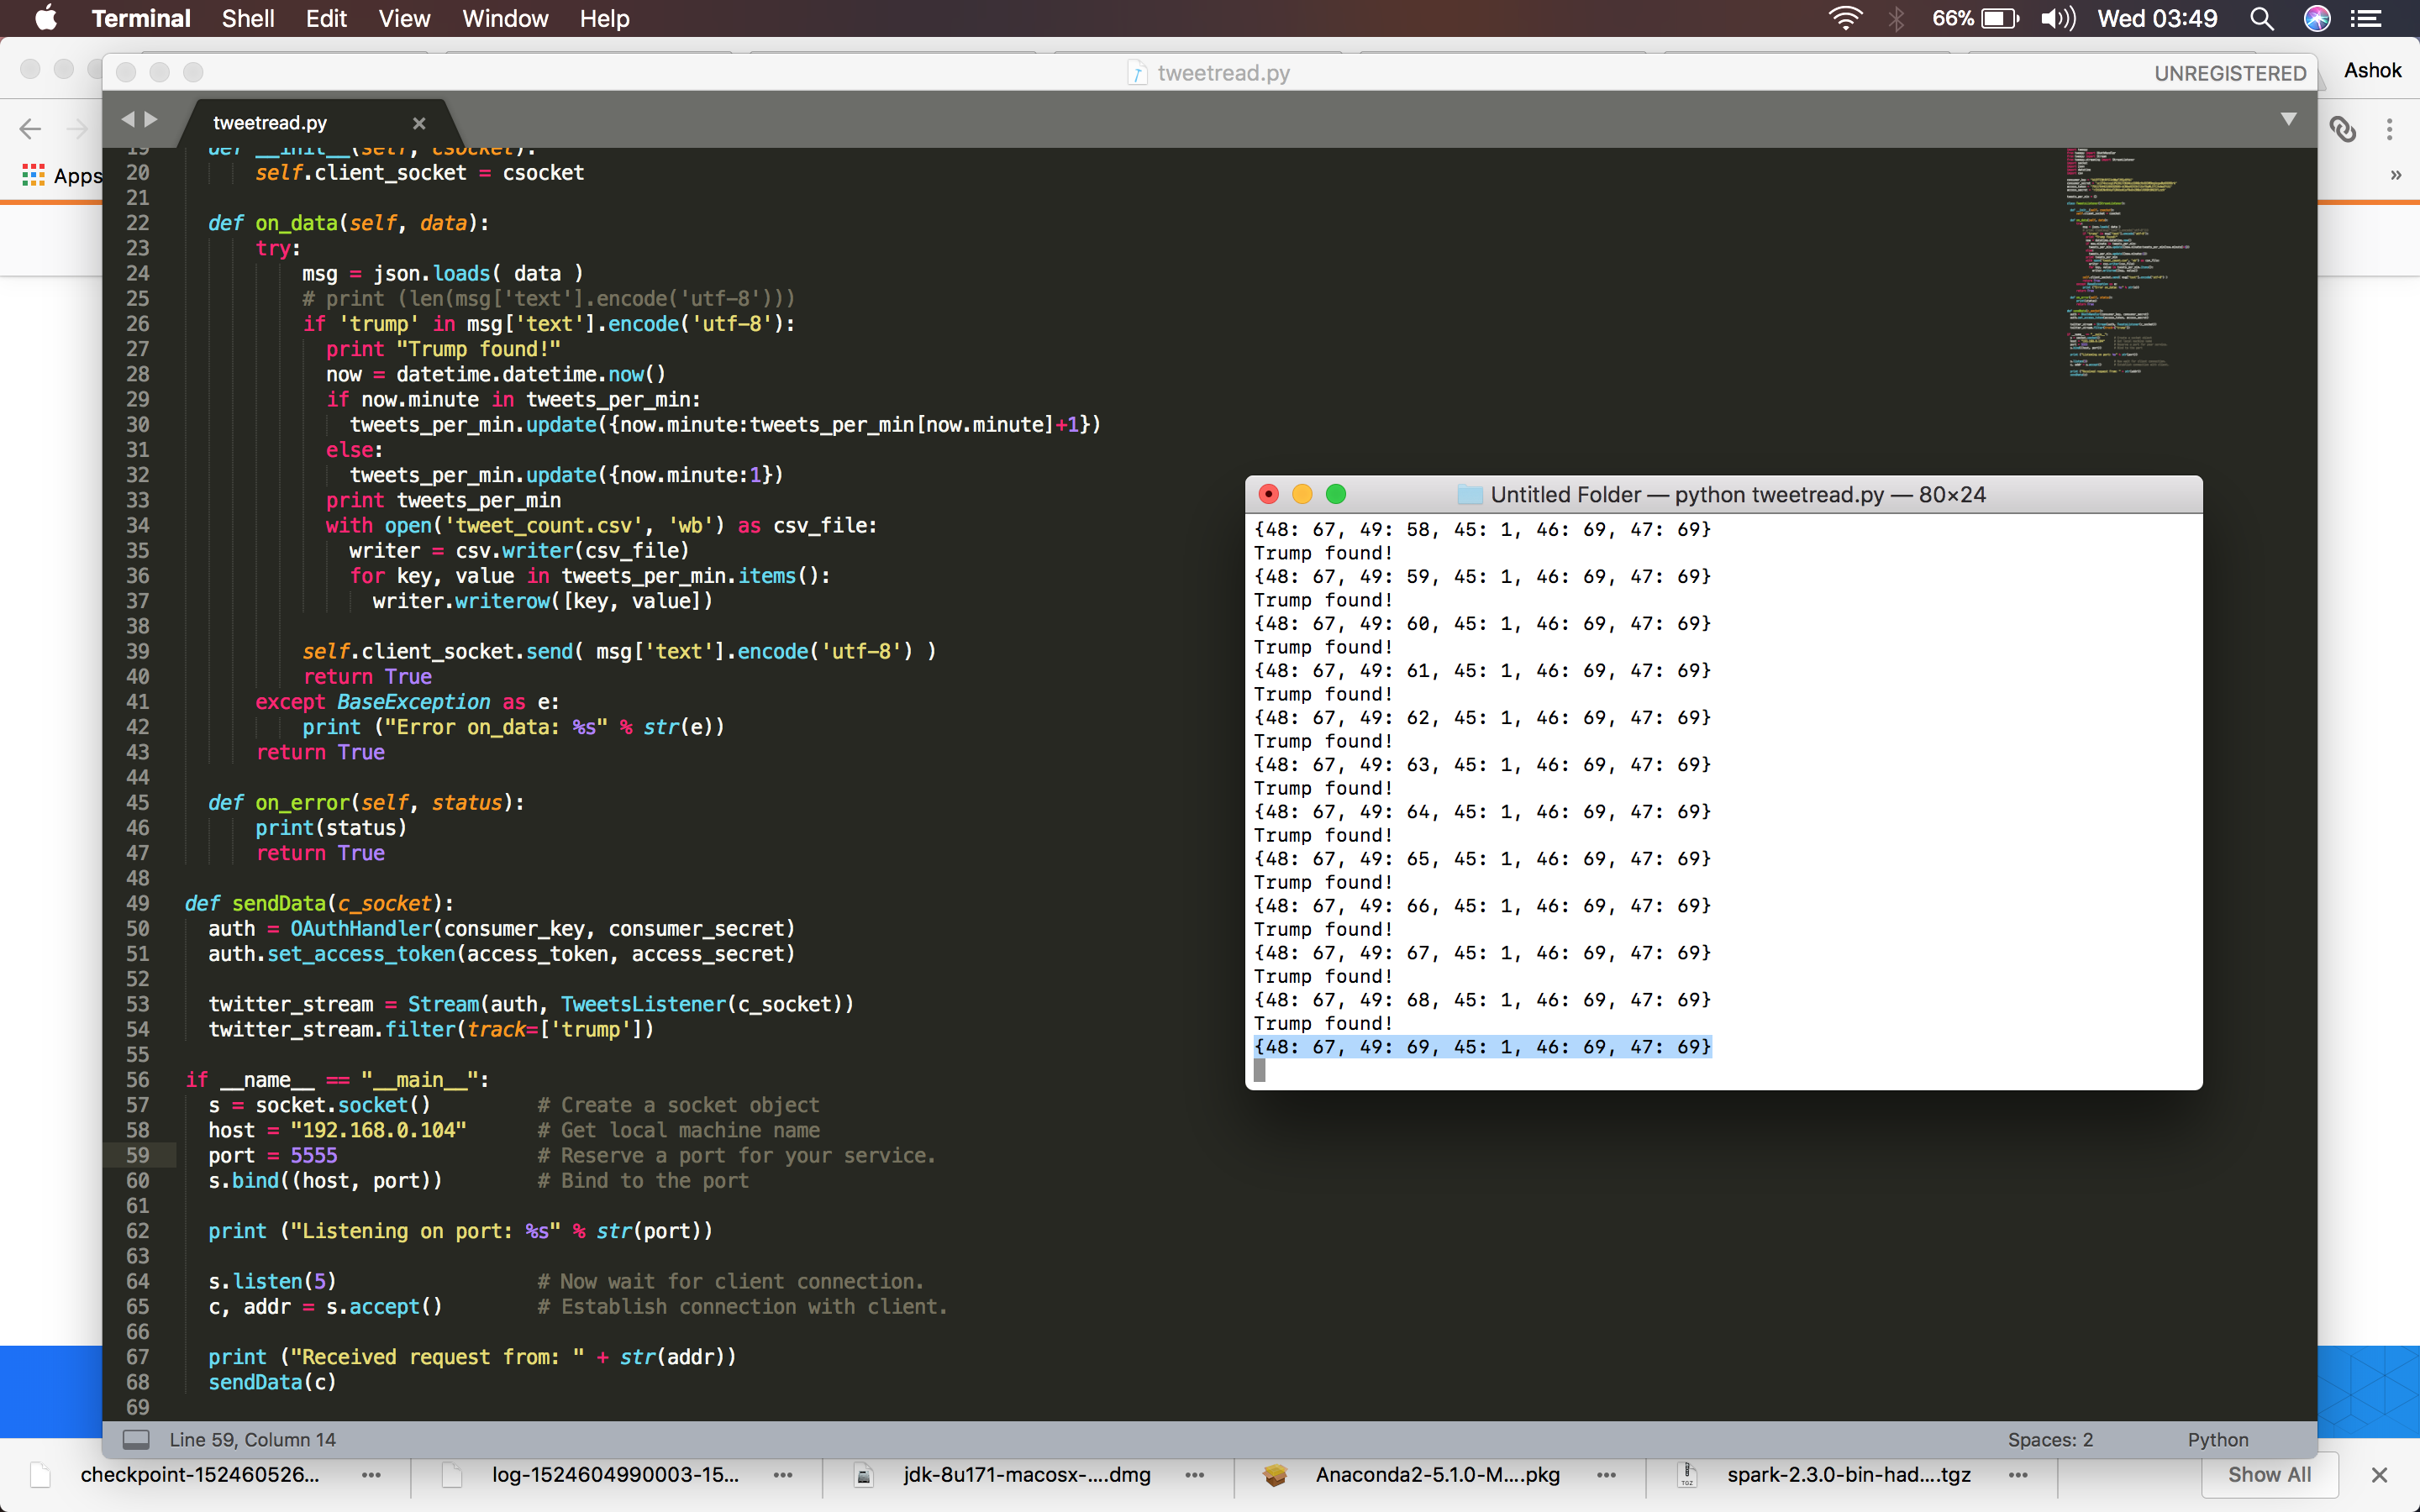 Terminal Shell Edit View Window Help 66% Wed 03:49
tweetread.py UNREGISTERED Ashok
tweetread.py
Apps »
19 def __init__(self, csocket):
20 self.client_socket = csocket
21
22 def on_data(self, data):
23 try:
24 msg = json.loads( data )
25 # print (len(msg['text'].encode('utf-8')))
26 if 'trump' in msg['text'].encode('utf-8'):
27 print "Trump found!"
28 now = datetime.datetime.now()
29 if now.minute in tweets_per_min:
30 tweets_per_min.update({now.minute:tweets_per_min[now.minute]+1})
31 else:
32 tweets_per_min.update({now.minute:1})
33 print tweets_per_min
34 with open('tweet_count.csv', 'wb') as csv_file:
35 writer = csv.writer(csv_file)
36 for key, value in tweets_per_min.items():
37 writer.writerow([key, value])
38
39 self.client_socket.send( msg['text'].encode('utf-8') )
40 return True
41 except BaseException as e:
42 print ("Error on_data: %s" % str(e))
43 return True
44
45 def on_error(self, status):
46 print(status)
47 return True
48
49 def sendData(c_socket):
50 auth = OAuthHandler(consumer_key, consumer_secret)
51 auth.set_access_token(access_token, access_secret)
52
53 twitter_stream = Stream(auth, TweetsListener(c_socket))
54 twitter_stream.filter(track=['trump'])
55
56 if __name__ == "__main__":
57 s = socket.socket() # Create a socket object
58 host = "192.168.0.104" # Get local machine name
59 port = 5555 # Reserve a port for your service.
60 s.bind((host, port)) # Bind to the port
61
62 print ("Listening on port: %s" % str(port))
63
64 s.listen(5) # Now wait for client connection.
65 c, addr = s.accept() # Establish connection with client.
66
67 print ("Received request from: " + str(addr))
68 sendData(c)
69
Untitled Folder — python tweetread.py — 80×24
{48: 67, 49: 58, 45: 1, 46: 69, 47: 69}
Trump found!
{48: 67, 49: 59, 45: 1, 46: 69, 47: 69}
Trump found!
{48: 67, 49: 60, 45: 1, 46: 69, 47: 69}
Trump found!
{48: 67, 49: 61, 45: 1, 46: 69, 47: 69}
Trump found!
{48: 67, 49: 62, 45: 1, 46: 69, 47: 69}
Trump found!
{48: 67, 49: 63, 45: 1, 46: 69, 47: 69}
Trump found!
{48: 67, 49: 64, 45: 1, 46: 69, 47: 69}
Trump found!
{48: 67, 49: 65, 45: 1, 46: 69, 47: 69}
Trump found!
{48: 67, 49: 66, 45: 1, 46: 69, 47: 69}
Trump found!
{48: 67, 49: 67, 45: 1, 46: 69, 47: 69}
Trump found!
{48: 67, 49: 68, 45: 1, 46: 69, 47: 69}
Trump found!
{48: 67, 49: 69, 45: 1, 46: 69, 47: 69}
Line 59, Column 14 Spaces: 2 Python
checkpoint-152460526... log-1524604990003-15... jdk-8u171-macosx-....dmg Anaconda2-5.1.0-M....pkg spark-2.3.0-bin-had....tgz Show All